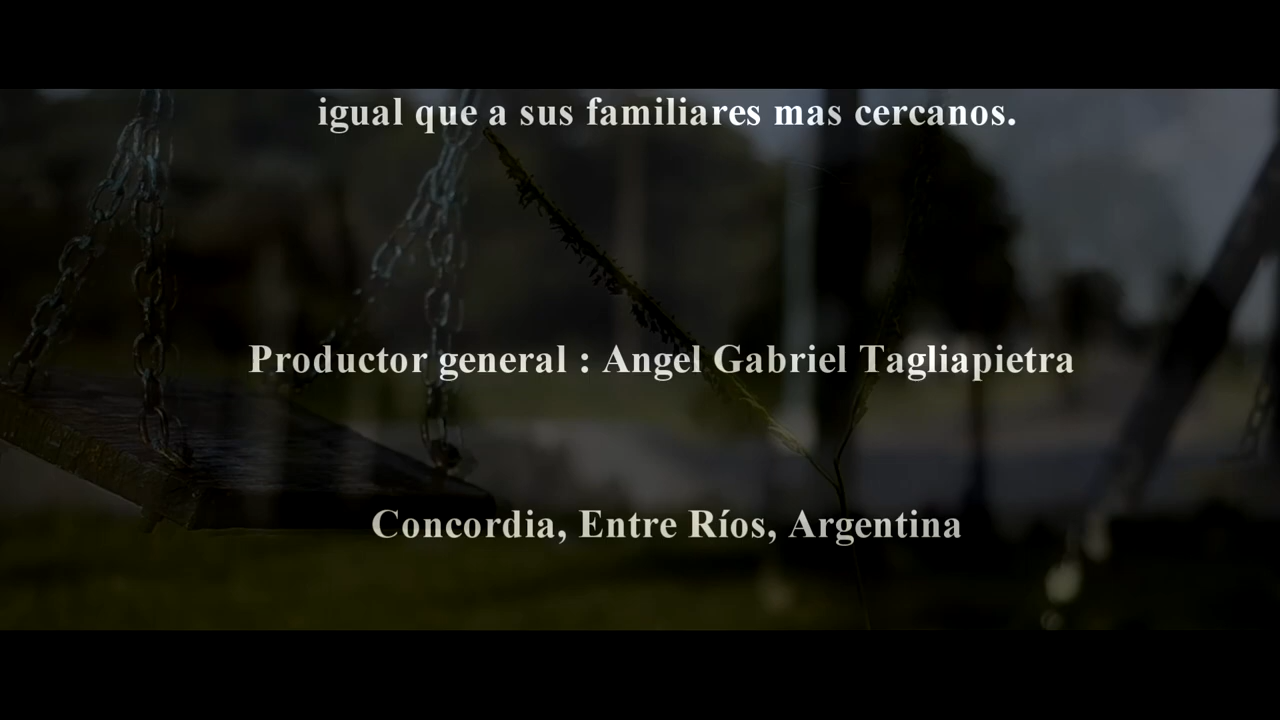 igual que a sus familiares mas cercanos.
Productor general : Angel Gabriel Tagliapietra
Concordia, Entre Ríos, Argentina